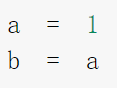 a = 1
b = a